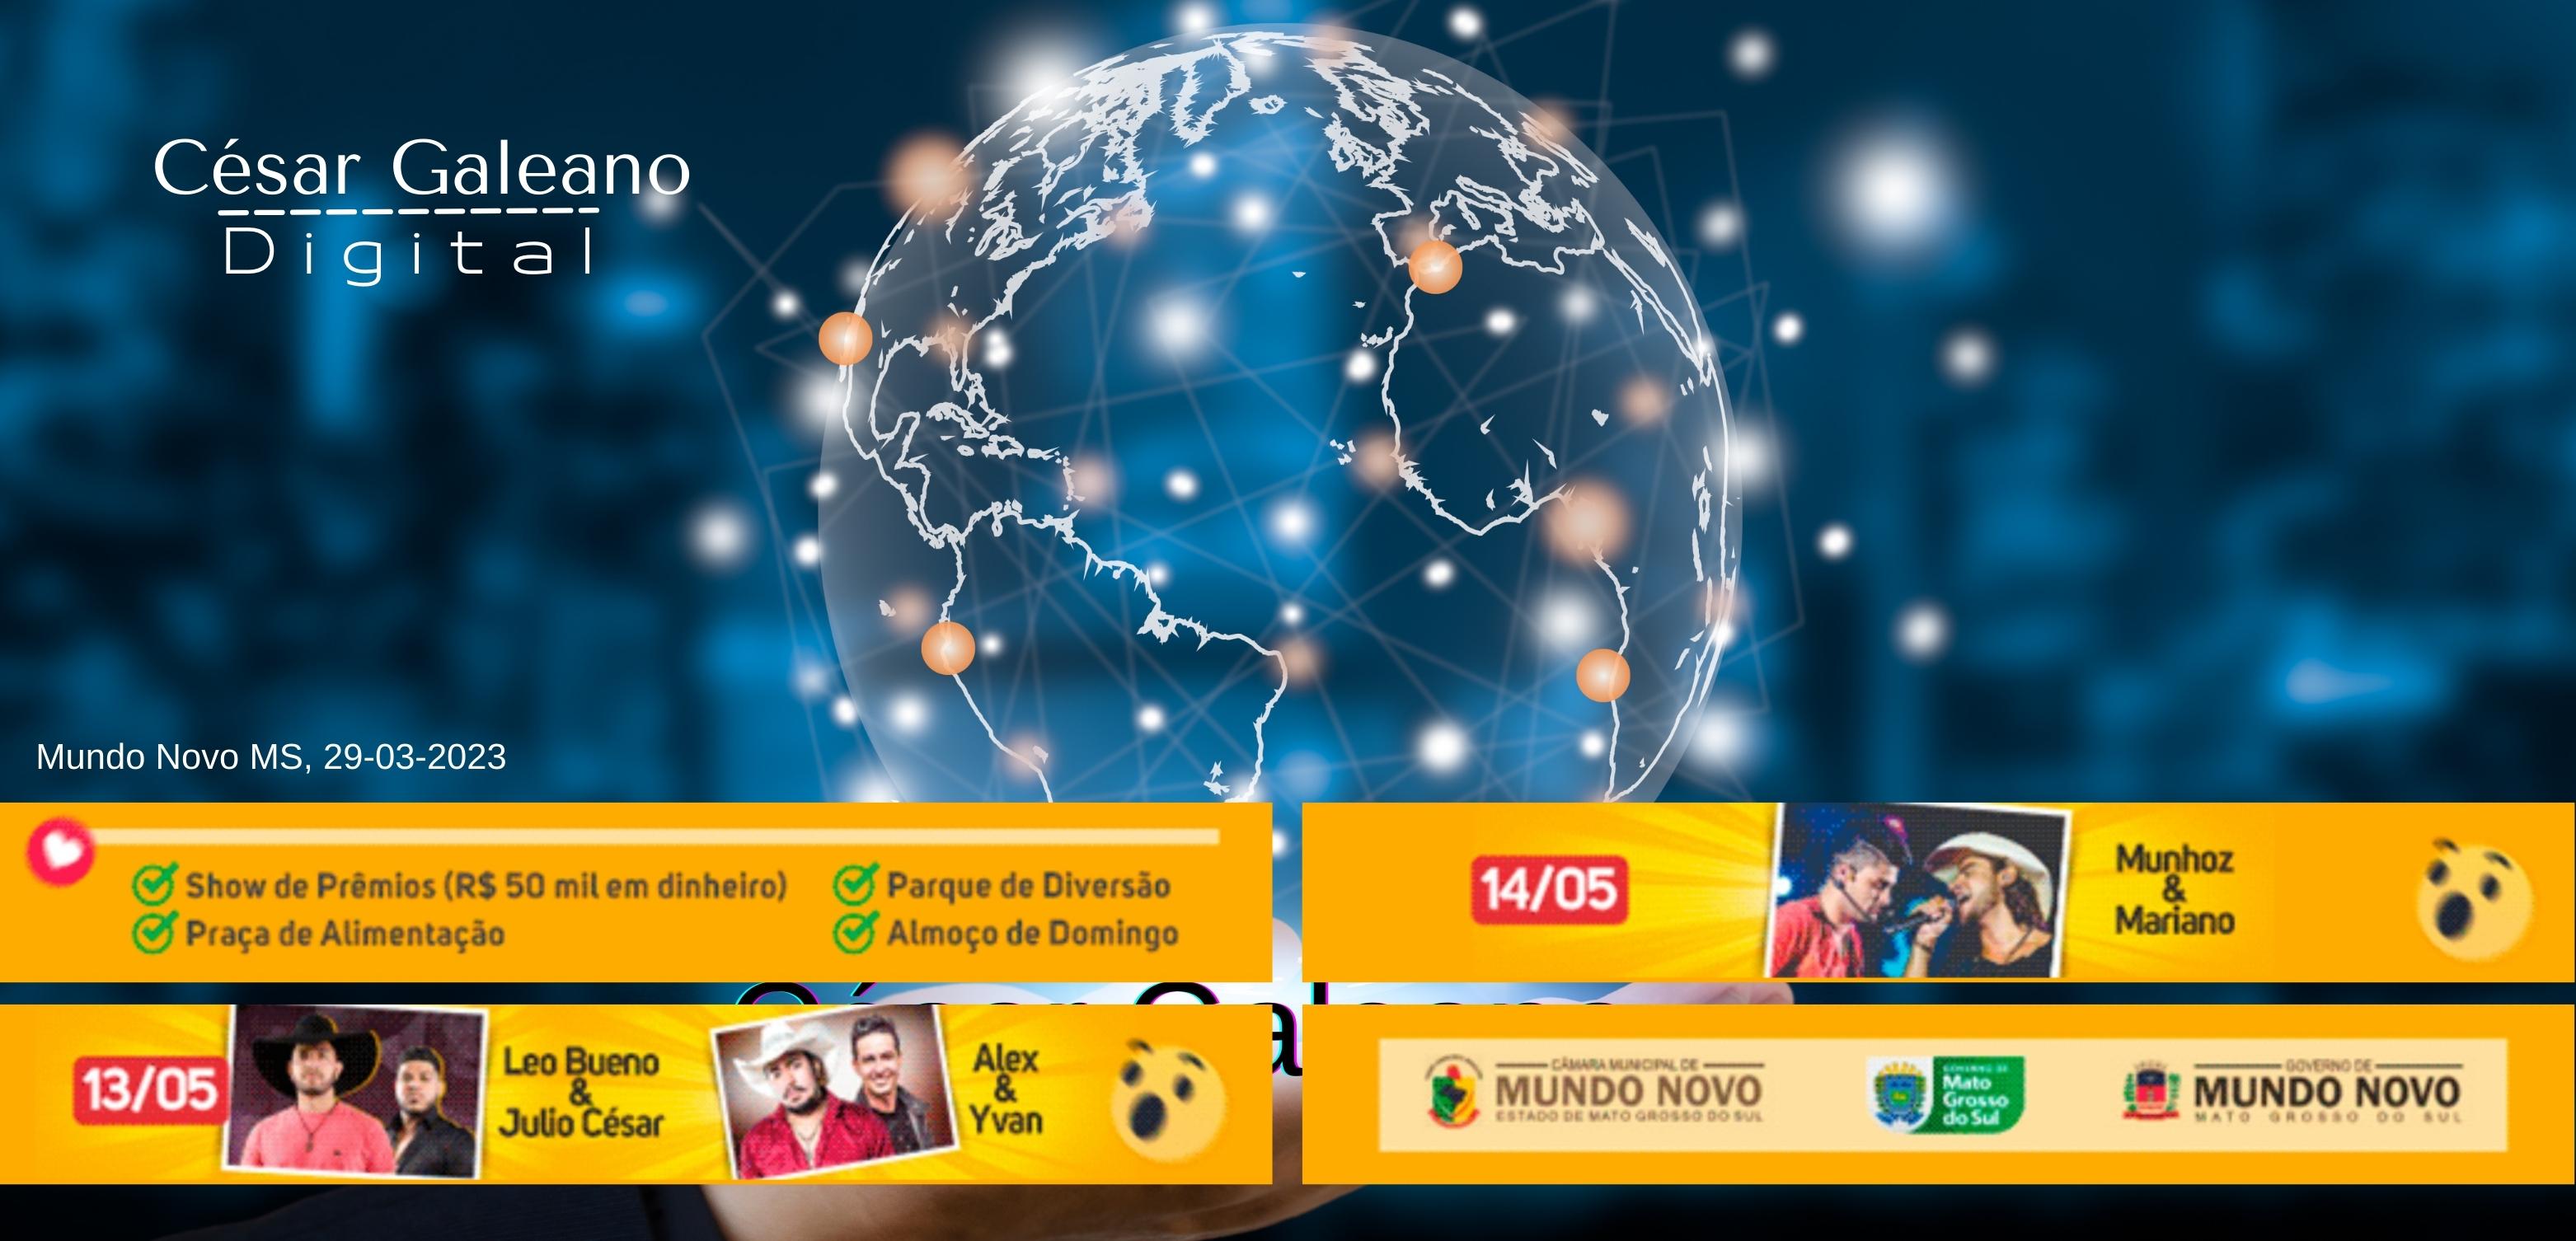 César Galeano
Digital
Mundo Novo MS, 29-03-2023
Show de Prêmios (R$ 50 mil em dinheiro)
Praça de Alimentação
Parque de Diversão
Almoço de Domingo
14/05
Munhoz
&
Mariano
13/05
Leo Bueno
&
Julio César
Alex
&
Yvan
CÂMARA MUNICIPAL DE
MUNDO NOVO
ESTADO DE MATO GROSSO DO SUL
GOVERNO DE
Mato
Grosso
do Sul
GOVERNO DE
MUNDO NOVO
MATO GROSSO DO SUL